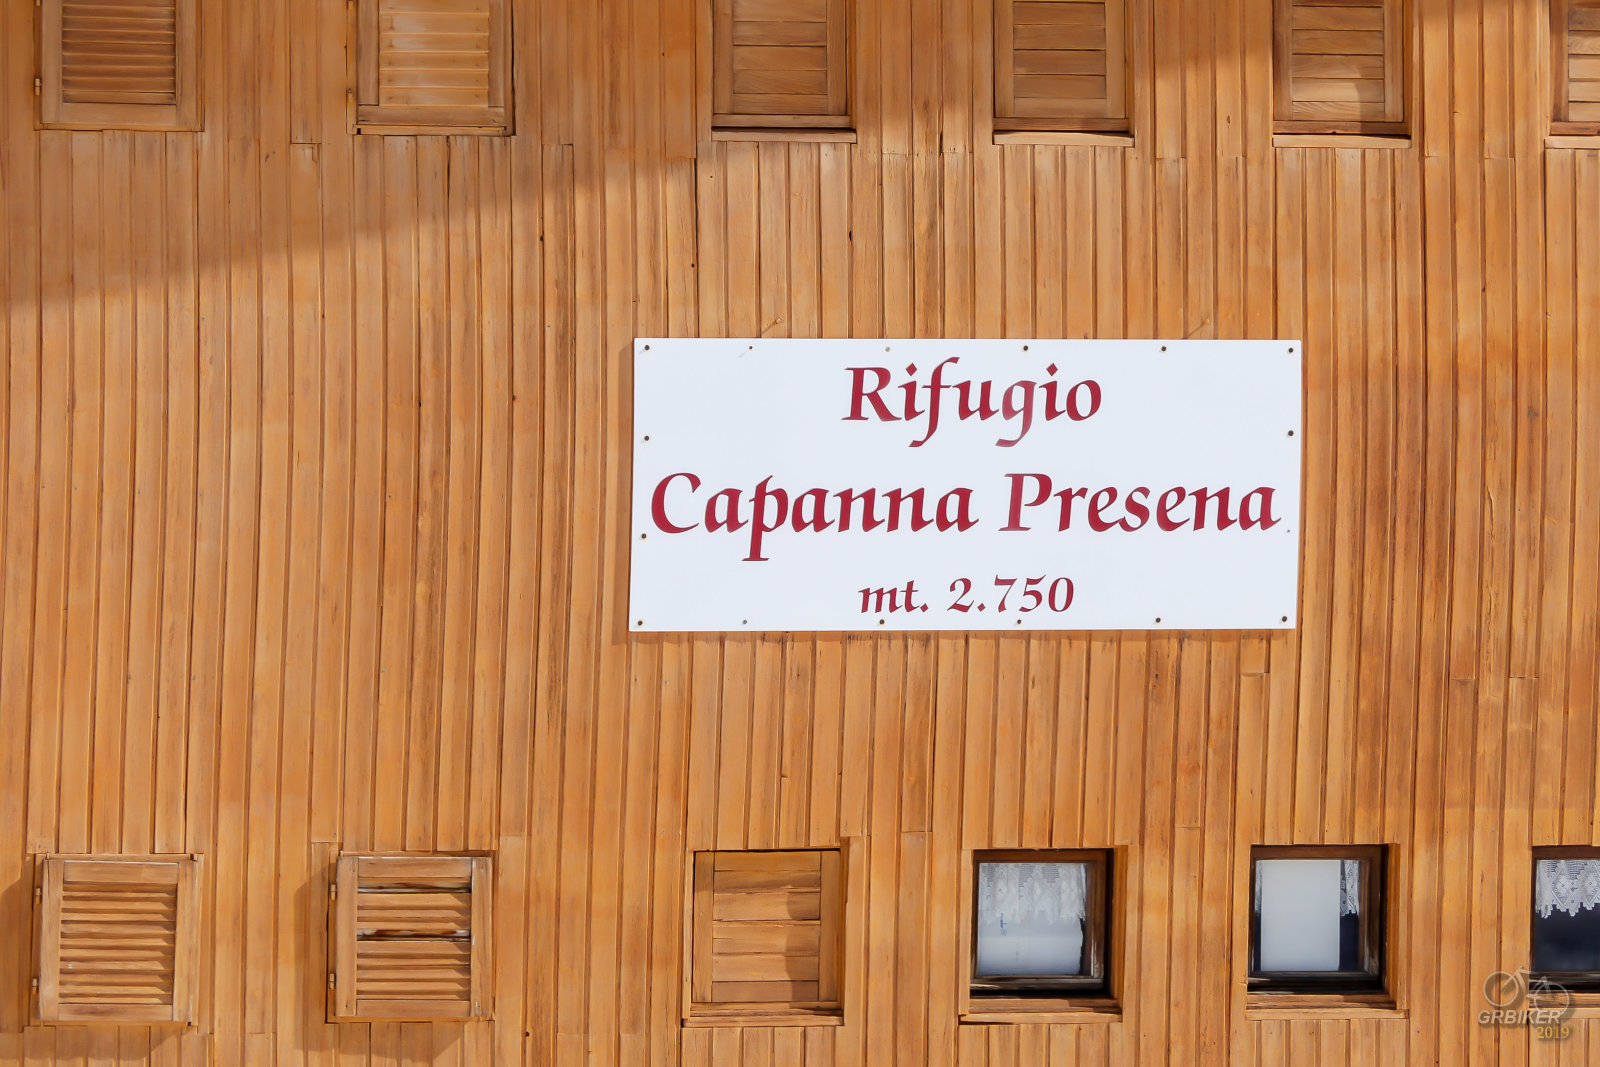 Rifugio
Capanna Presena
mt. 2.750
GRBIKER
2019